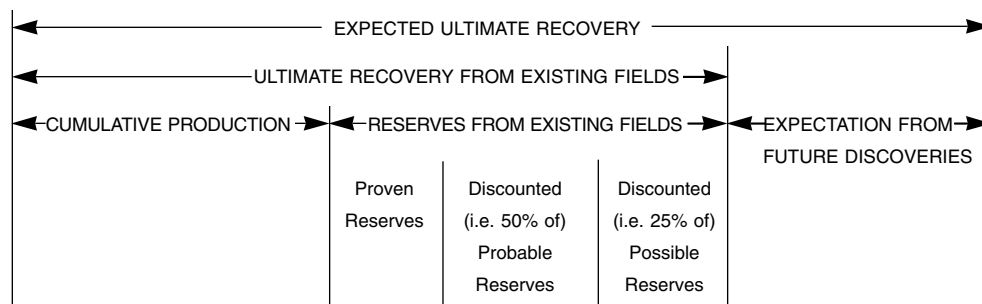 EXPECTED ULTIMATE RECOVERY
ULTIMATE RECOVERY FROM EXISTING FIELDS
CUMULATIVE PRODUCTION
RESERVES FROM EXISTING FIELDS
EXPECTATION FROM
FUTURE DISCOVERIES
Proven
Reserves
Discounted
(i.e. 50% of)
Probable
Reserves
Discounted
(i.e. 25% of)
Possible
Reserves